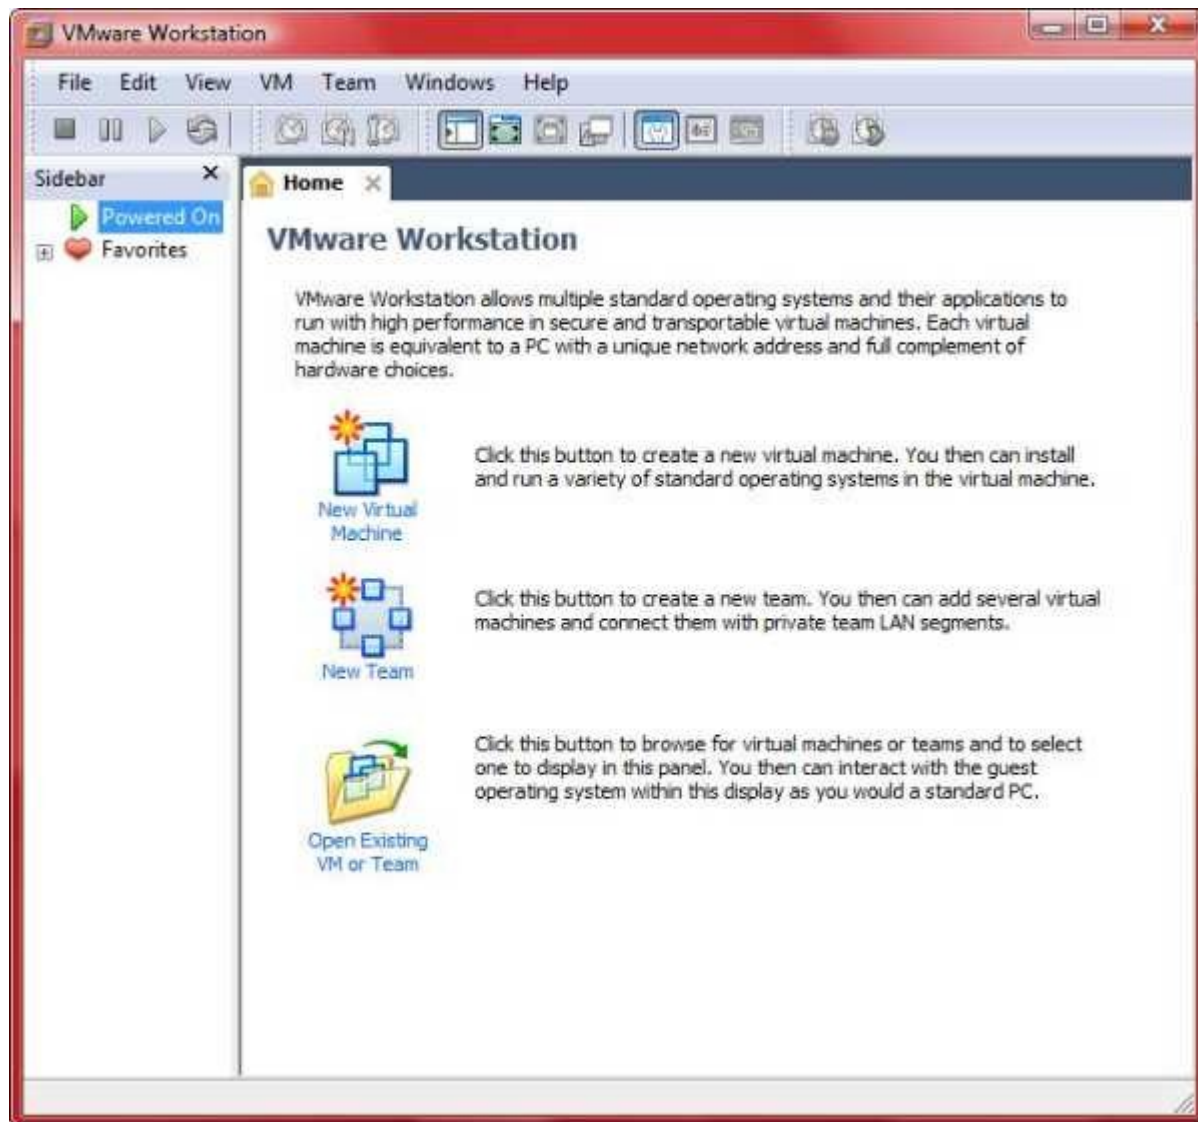 VMware Workstation
File Edit View VM Team Windows Help
Sidebar
Powered On
Favorites
Home
VMware Workstation
VMware Workstation allows multiple standard operating systems and their applications to
run with high performance in secure and transportable virtual machines. Each virtual
machine is equivalent to a PC with a unique network address and full complement of
hardware choices.
New Virtual
Machine
Click this button to create a new virtual machine. You then can install
and run a variety of standard operating systems in the virtual machine.
New Team
Click this button to create a new team. You then can add several virtual
machines and connect them with private team LAN segments.
Open Existing
VM or Team
Click this button to browse for virtual machines or teams and to select
one to display in this panel. You then can interact with the guest
operating system within this display as you would a standard PC.